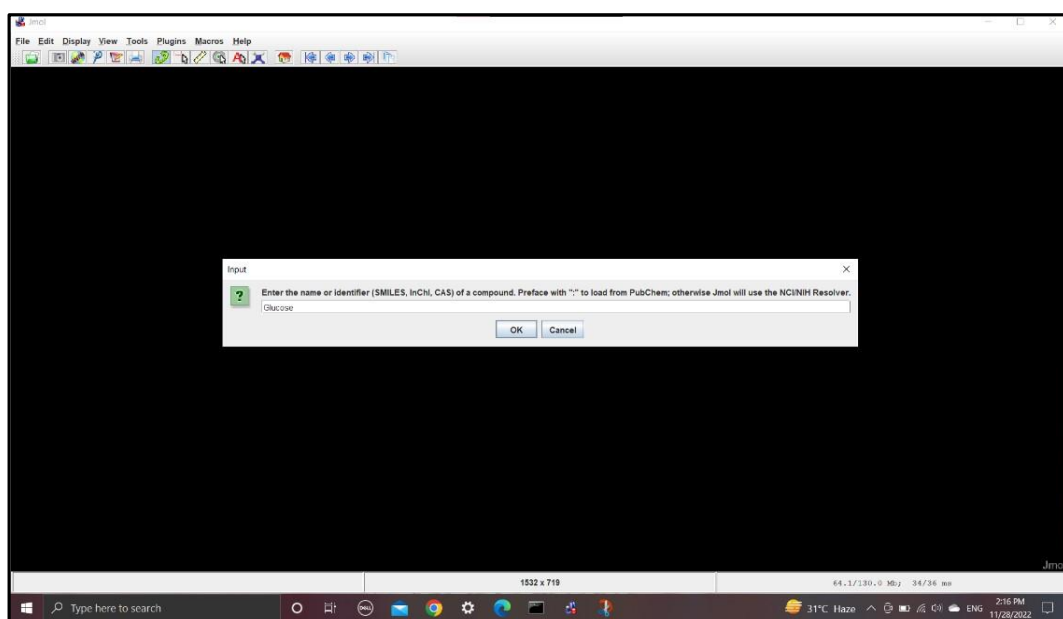 Jmol
File Edit Display View Tools Plugins Macros Help
Input
Enter the name or identifier (SMILES, InChI, CAS) of a compound. Preface with ":" to load from PubChem; otherwise Jmol will use the NCI/NIH Resolver.
Glucose
OK Cancel
Jmo
1532 x 719 64.1/130.0 Mb; 34/36 ms
Type here to search DELL 31°C Haze ENG 2:16 PM
11/28/2022